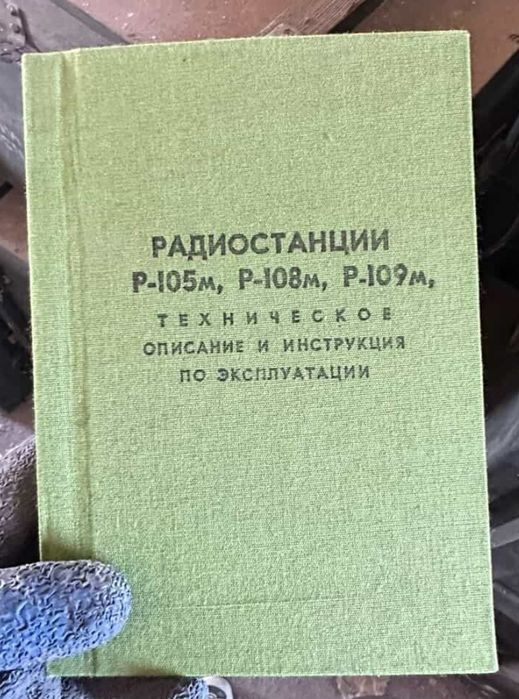 РАДИОСТАНЦИИ
Р-105м, Р-108м, Р-109м,
ТЕХНИЧЕСКОЕ
ОПИСАНИЕ И ИНСТРУКЦИЯ
ПО ЭКСПЛУАТАЦИИ